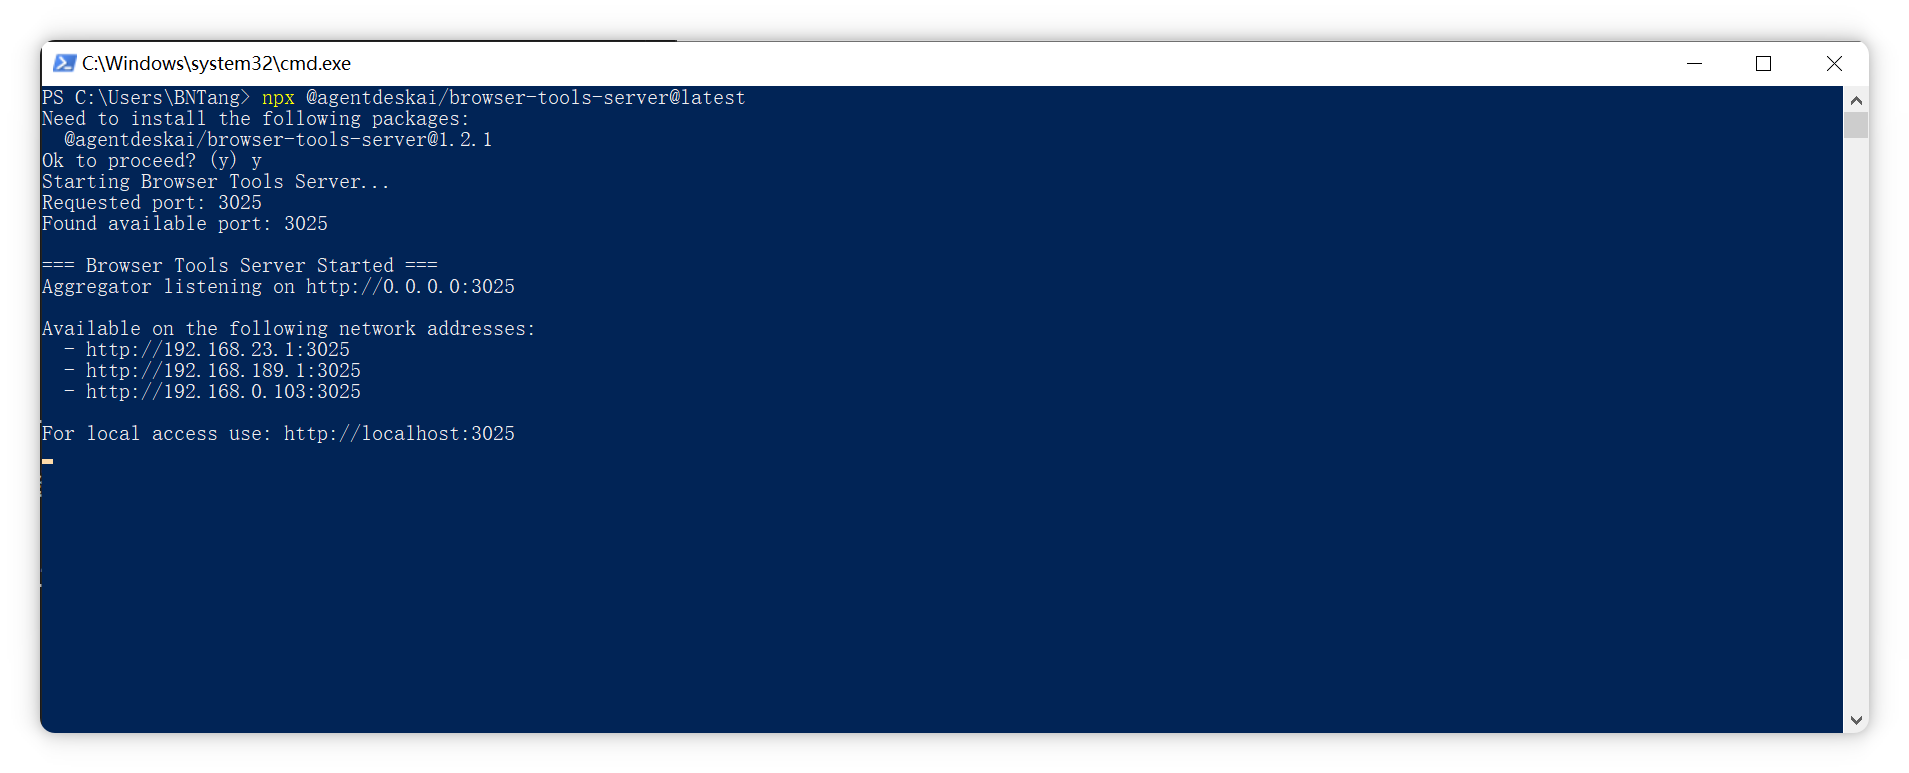 C:\Windows\system32\cmd.exe
PS C:\Users\BNTang> npx @agentdeskai/browser-tools-server@latest
Need to install the following packages:
  @agentdeskai/browser-tools-server@1.2.1
Ok to proceed? (y) y
Starting Browser Tools Server...
Requested port: 3025
Found available port: 3025
=== Browser Tools Server Started ===
Aggregator listening on http://0.0.0.0:3025
Available on the following network addresses:
  - http://192.168.23.1:3025
  - http://192.168.189.1:3025
  - http://192.168.0.103:3025
For local access use: http://localhost:3025